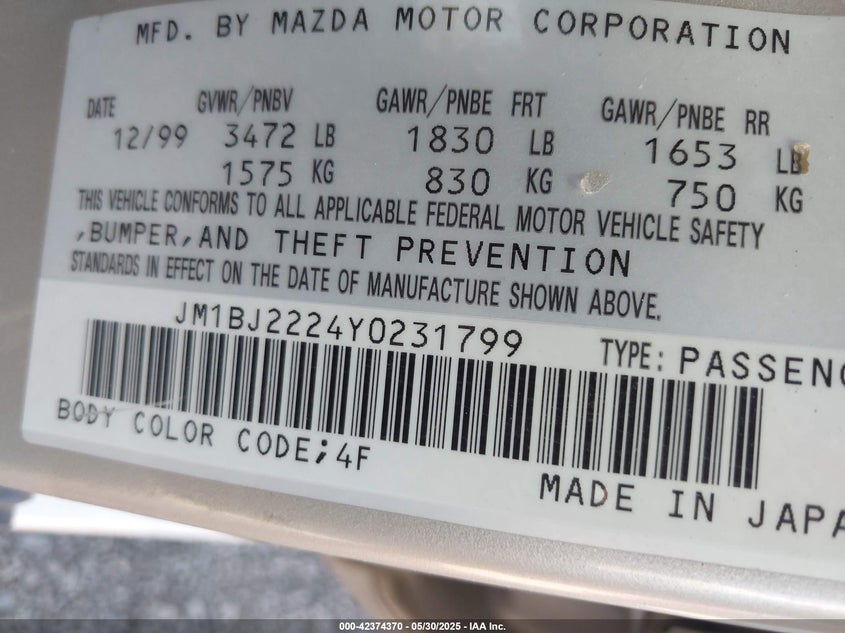 MFD. BY MAZDA MOTOR CORPORATION
DATE GVWR/PNBV GAWR/PNBE FRT GAWR/PNBE RR
12/99 3472 LB 1830 LB 1653 LB
1575 KG 830 KG 750 KG
THIS VEHICLE CONFORMS TO ALL APPLICABLE FEDERAL MOTOR VEHICLE SAFETY
,BUMPER,AND THEFT PREVENTION
STANDARDS IN EFFECT ON THE DATE OF MANUFACTURE SHOWN ABOVE.
JM1BJ2224Y0231799 TYPE: PASSENG
BODY COLOR CODE;4F
MADE IN JAPA
000-42374370 — 05/30/2025 — IAA Inc.